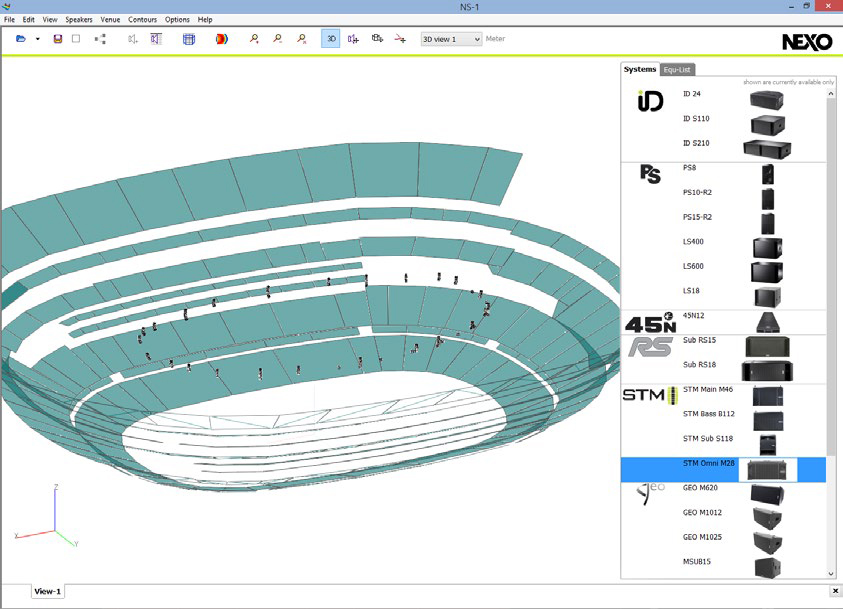 NS-1
File Edit View Speakers Venue Contours Options Help
3D
3D view 1
Meter
NEXO
Systems
Equ-List
shown are currently available only
iD
ID 24
ID S110
ID S210
PS
PS8
PS10-R2
PS15-R2
LS400
LS600
LS18
45N
45N12
RS
Sub RS15
Sub RS18
STM
STM Main M46
STM Bass B112
STM Sub S118
STM Omni M28
geo
GEO M620
GEO M1012
GEO M1025
MSUB15
Z
X
Y
View-1